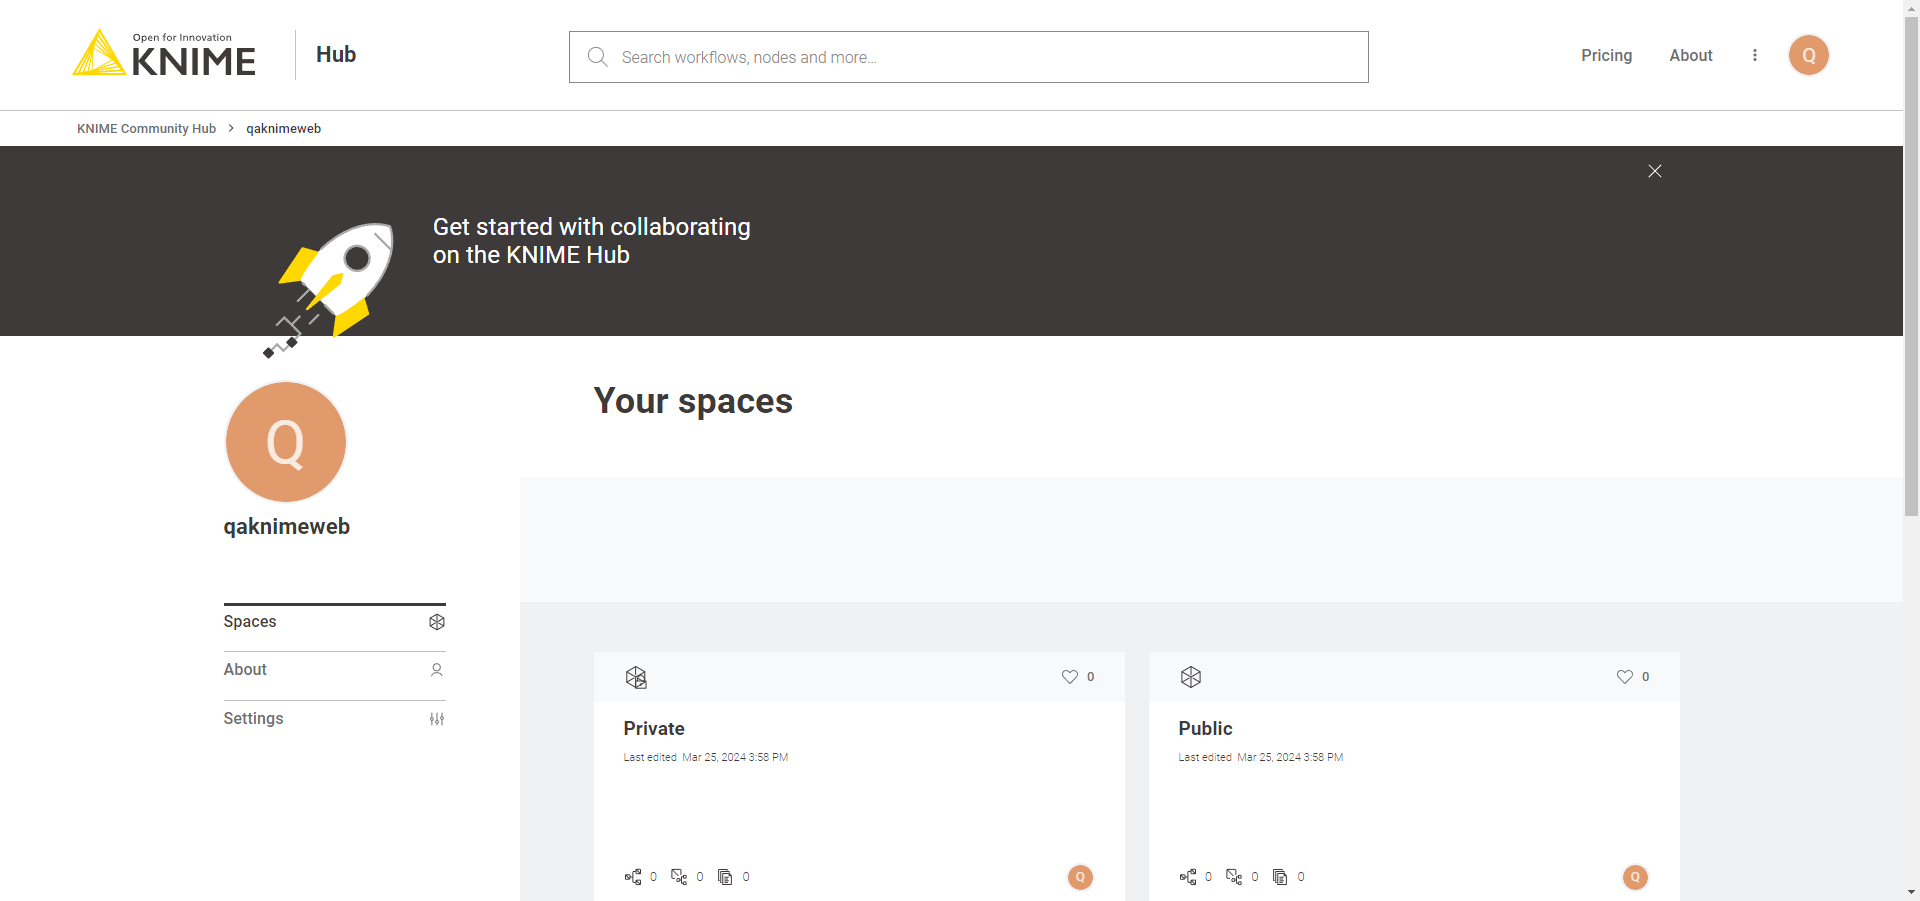 Open for Innovation
KNIME
Hub
Search workflows, nodes and more...
Pricing
About
Q
KNIME Community Hub
qaknimeweb
Get started with collaborating
on the KNIME Hub
Q
qaknimeweb
Spaces
About
Settings
Your spaces
0
Private
Last edited Mar 25, 2024 3:58 PM
0 0 0
Q
0
Public
Last edited Mar 25, 2024 3:58 PM
0 0 0
Q